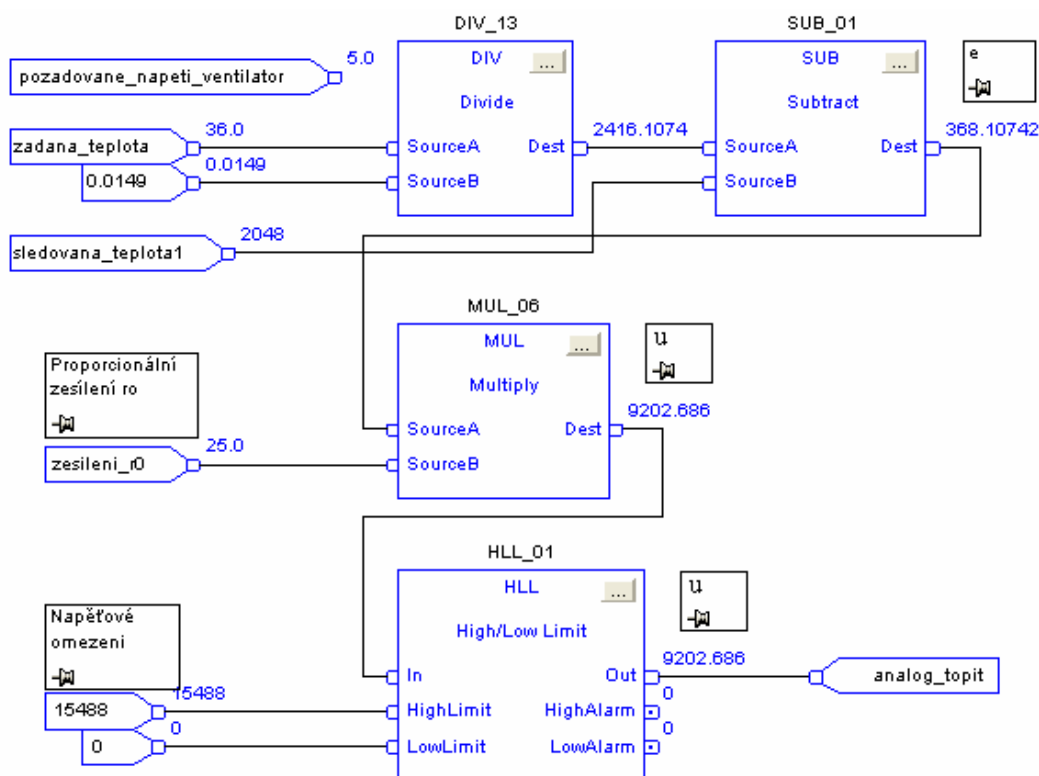 DIV_13
SUB_01
pozadovane_napeti_ventilator
5.0
DIV
...
Divide
SUB
...
Subtract
e
zadana_teplota
36.0
SourceA
Dest
2416.1074
SourceA
Dest
368.10742
0.0149
0.0149
SourceB
SourceB
sledovana_teplota1
2048
MUL_06
Proporcionální
zesílení ro
MUL
...
Multiply
u
SourceA
Dest
9202.686
zesileni_r0
25.0
SourceB
HLL_01
Napěťové
omezeni
HLL
...
High/Low Limit
u
In
Out
9202.686
analog_topit
15488
15488
HighLimit
HighAlarm
0
0
0
LowLimit
LowAlarm
0